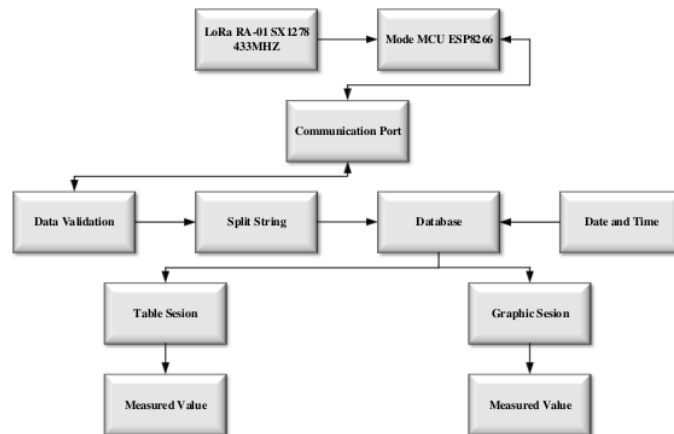 LoRa RA-01 SX1278
433MHZ
Mode MCU ESP8266
Communication Port
Data Validation
Split String
Database
Date and Time
Table Sesion
Graphic Sesion
Measured Value
Measured Value